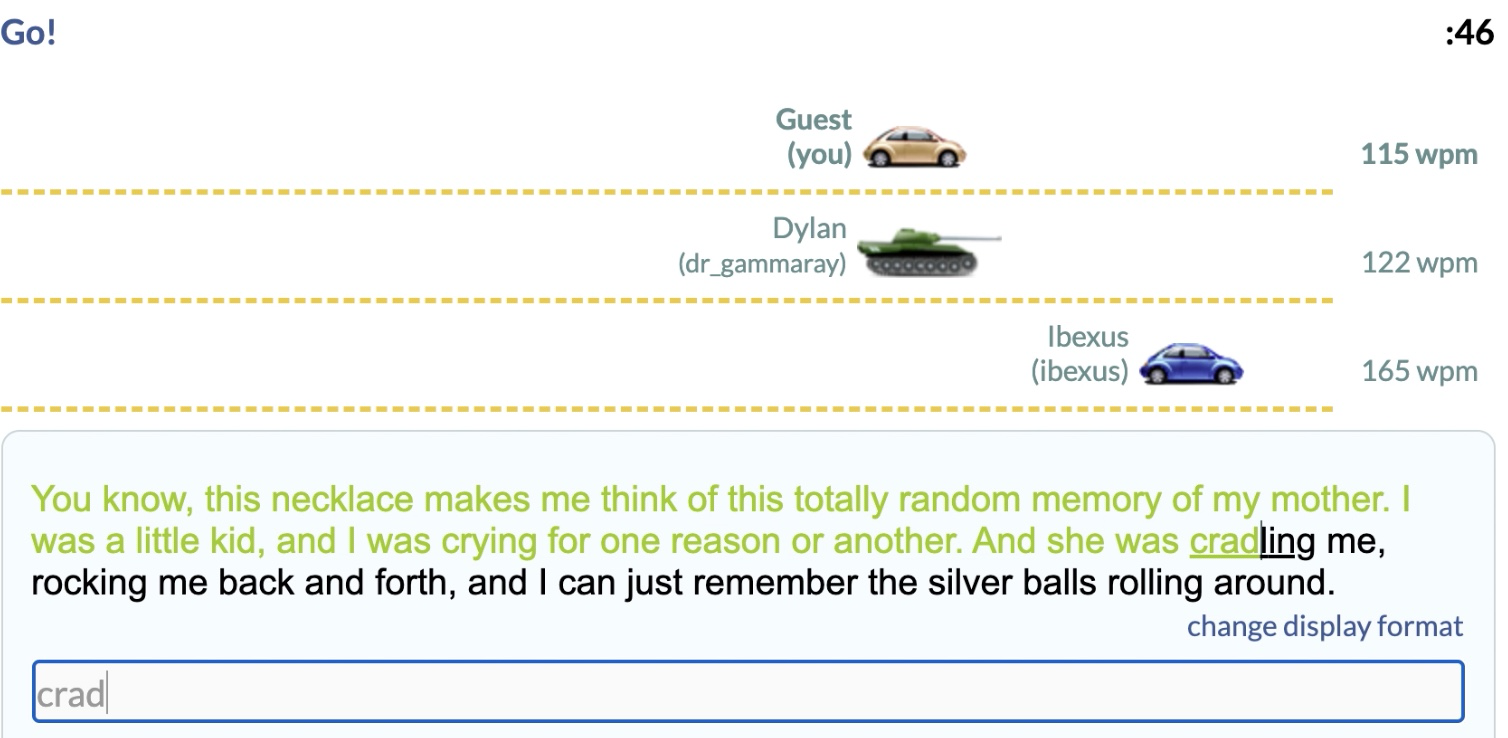 Go!
:46
Guest
(you)
115 wpm
Dylan
(dr_gammaray)
122 wpm
Ibexus
(ibexus)
165 wpm
You know, this necklace makes me think of this totally random memory of my mother. I
was a little kid, and I was crying for one reason or another. And she was cradling me,
rocking me back and forth, and I can just remember the silver balls rolling around.
change display format
crad